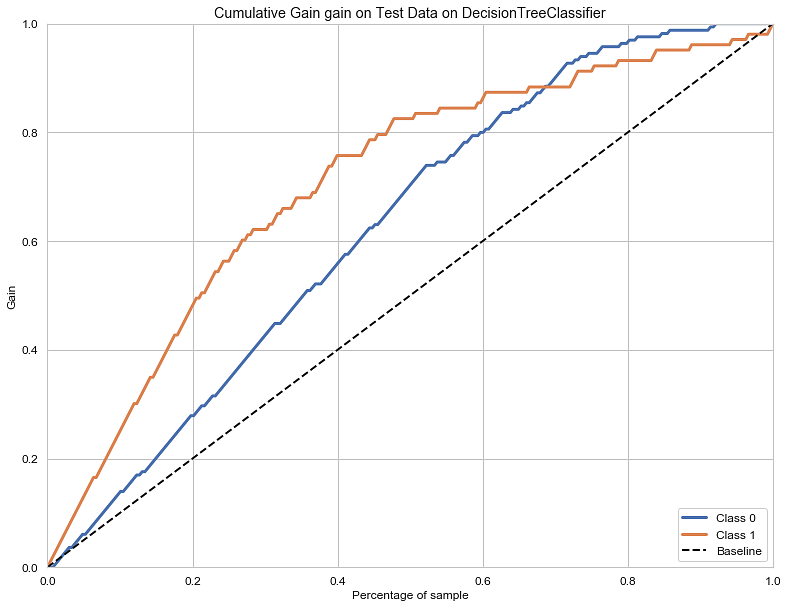 Cumulative Gain gain on Test Data on DecisionTreeClassifier
1.0
0.8
0.6
0.4
0.2
0.0
Gain
0.0 0.2 0.4 0.6 0.8 1.0
Percentage of sample
Class 0
Class 1
Baseline